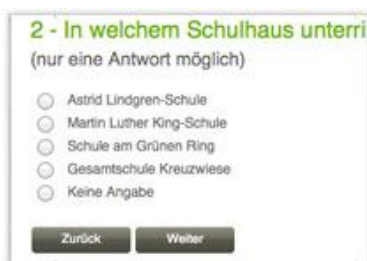 2 - In welchem Schulhaus unterri
(nur eine Antwort möglich)
Astrid Lindgren-Schule
Martin Luther King-Schule
Schule am Grünen Ring
Gesamtschule Kreuzwiese
Keine Angabe
Zurück Weiter